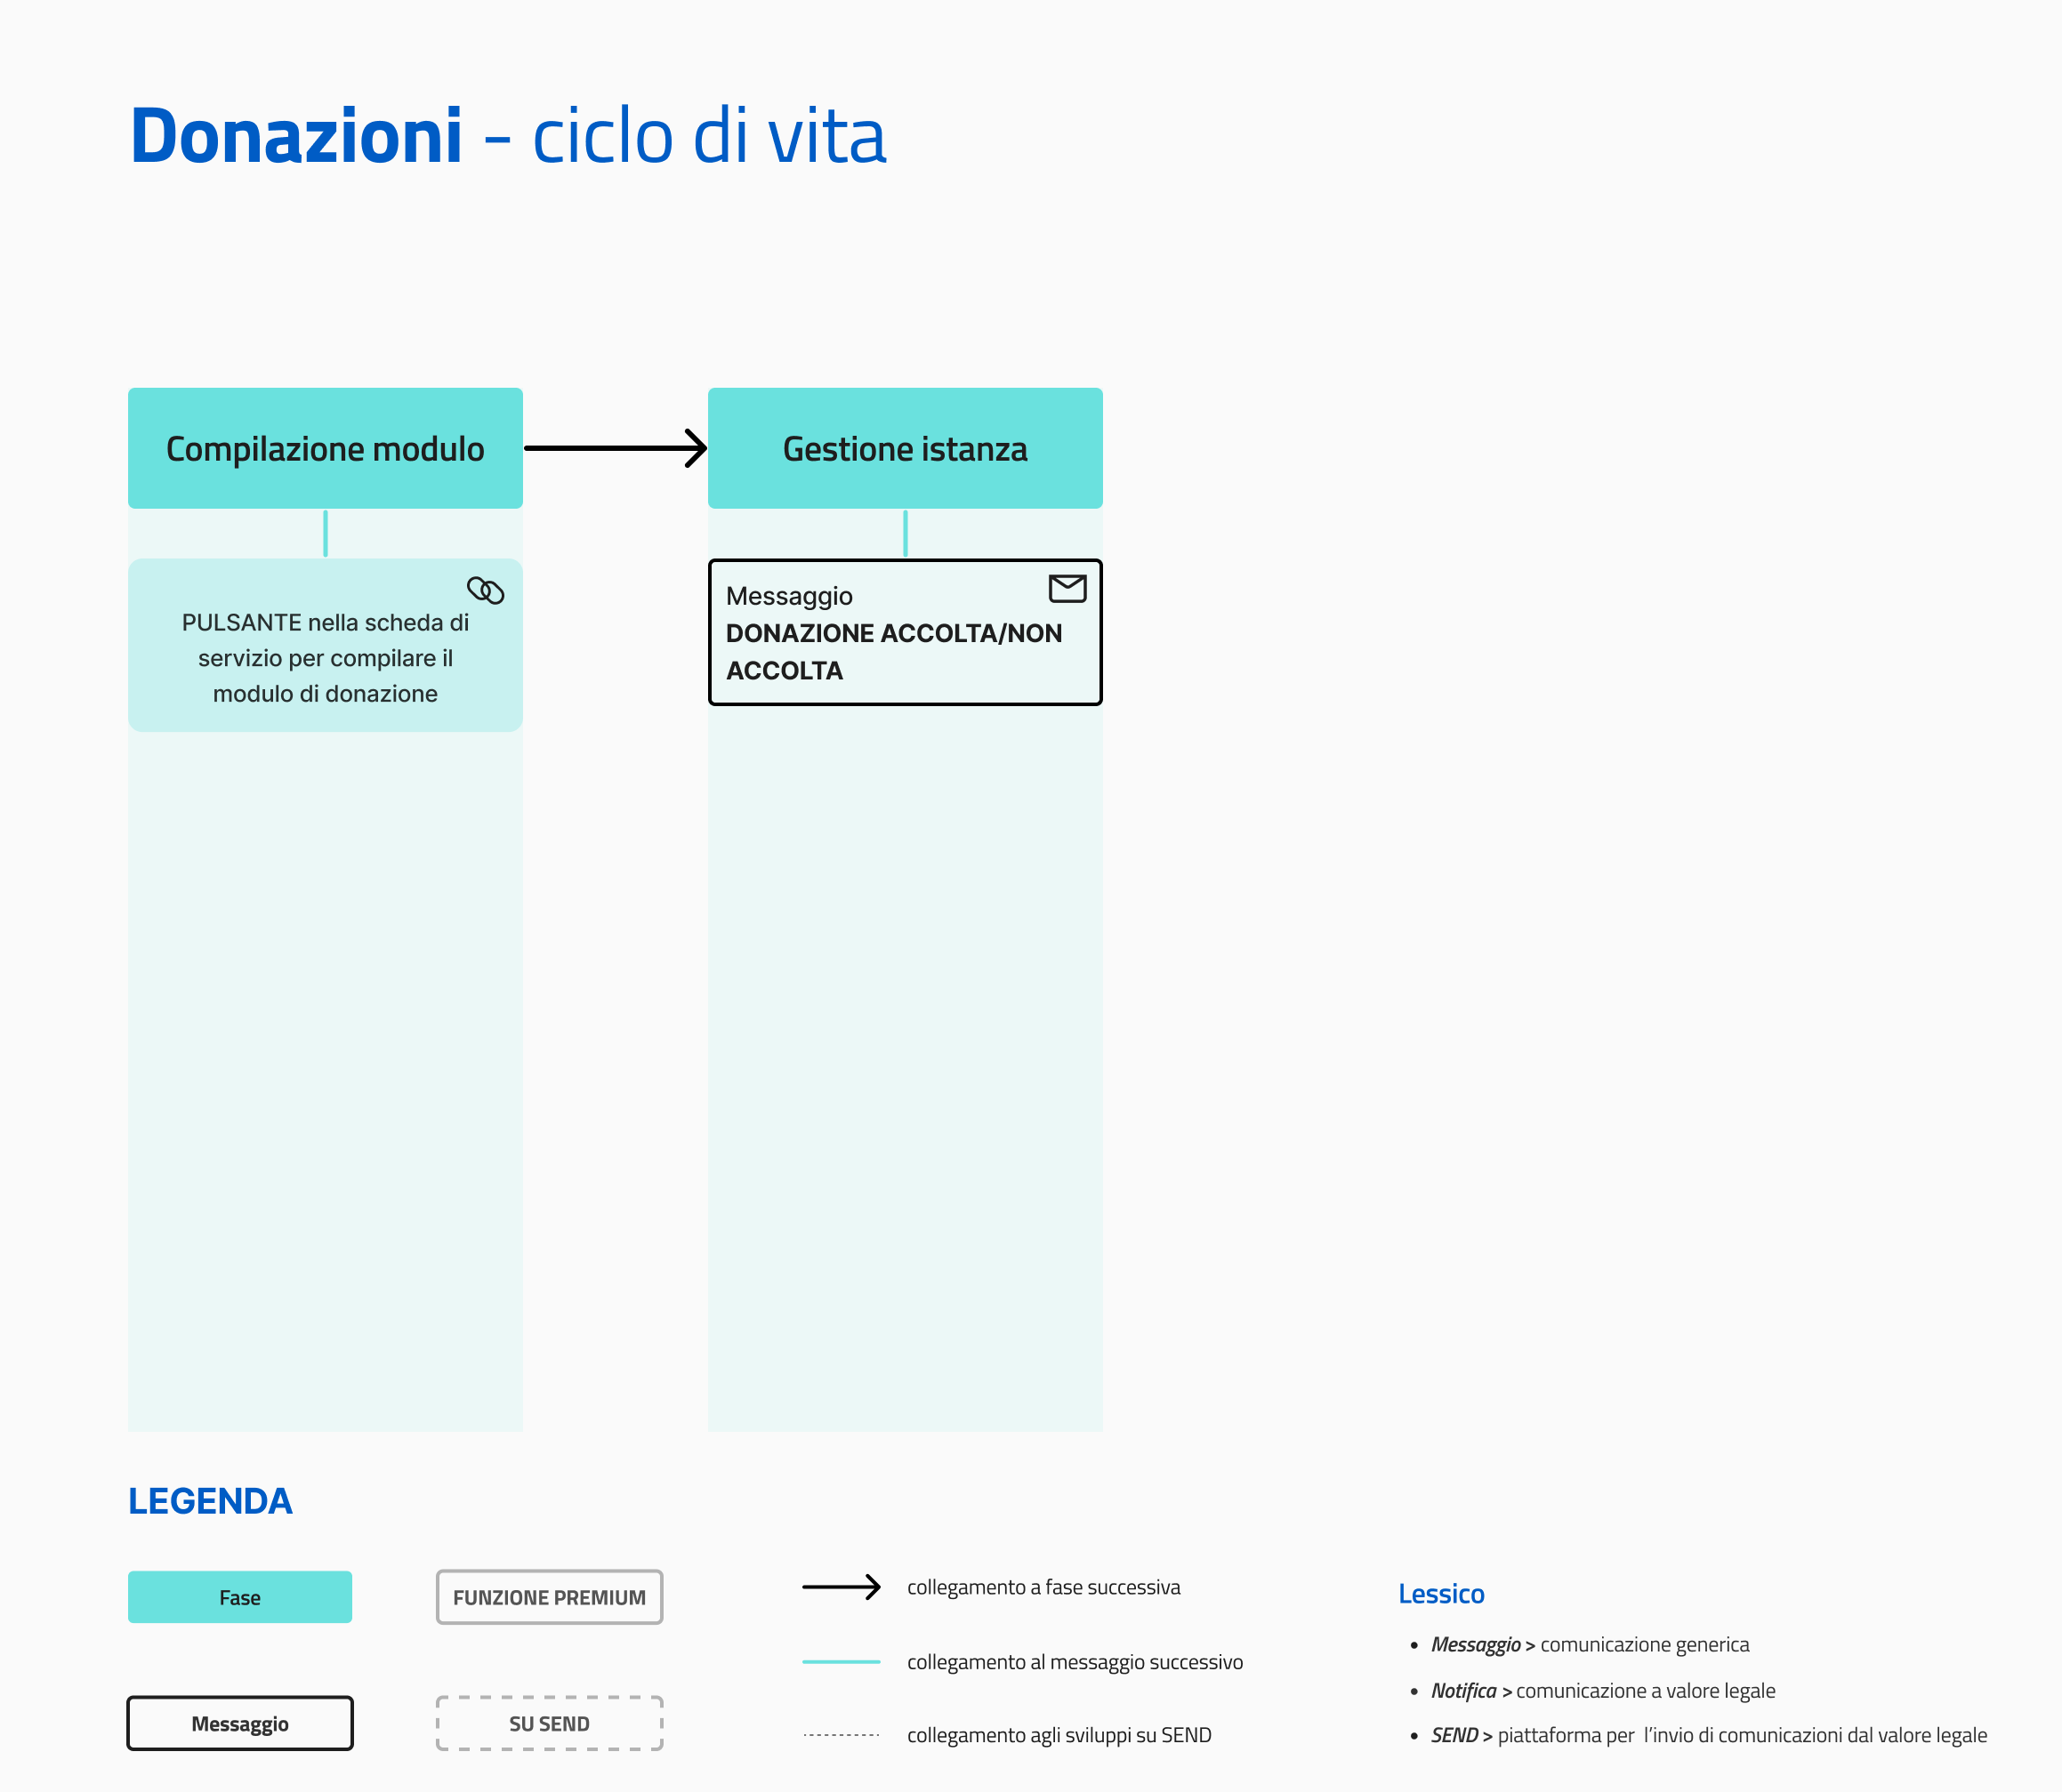 Donazioni - ciclo di vita
Compilazione modulo
Gestione istanza
PULSANTE nella scheda di
servizio per compilare il
modulo di donazione
Messaggio
DONAZIONE ACCOLTA/NON
ACCOLTA
LEGENDA
Fase
FUNZIONE PREMIUM
Messaggio
SU SEND
collegamento a fase successiva
collegamento al messaggio successivo
collegamento agli sviluppi su SEND
Lessico
• Messaggio > comunicazione generica
• Notifica > comunicazione a valore legale
• SEND > piattaforma per l’invio di comunicazioni dal valore legale